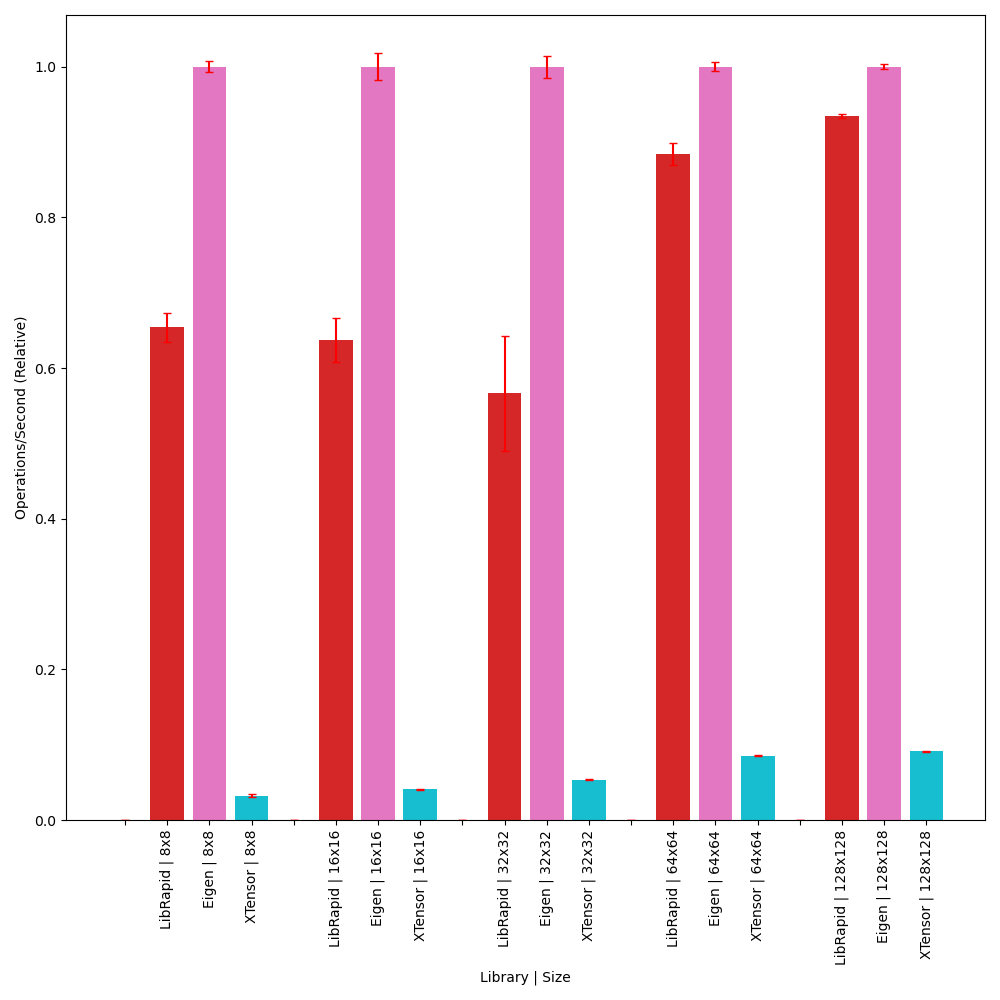 Operations/Second (Relative)
1.0
0.8
0.6
0.4
0.2
0.0
LibRapid | 8x8
Eigen | 8x8
XTensor | 8x8
LibRapid | 16x16
Eigen | 16x16
XTensor | 16x16
LibRapid | 32x32
Eigen | 32x32
XTensor | 32x32
LibRapid | 64x64
Eigen | 64x64
XTensor | 64x64
LibRapid | 128x128
Eigen | 128x128
XTensor | 128x128
Library | Size